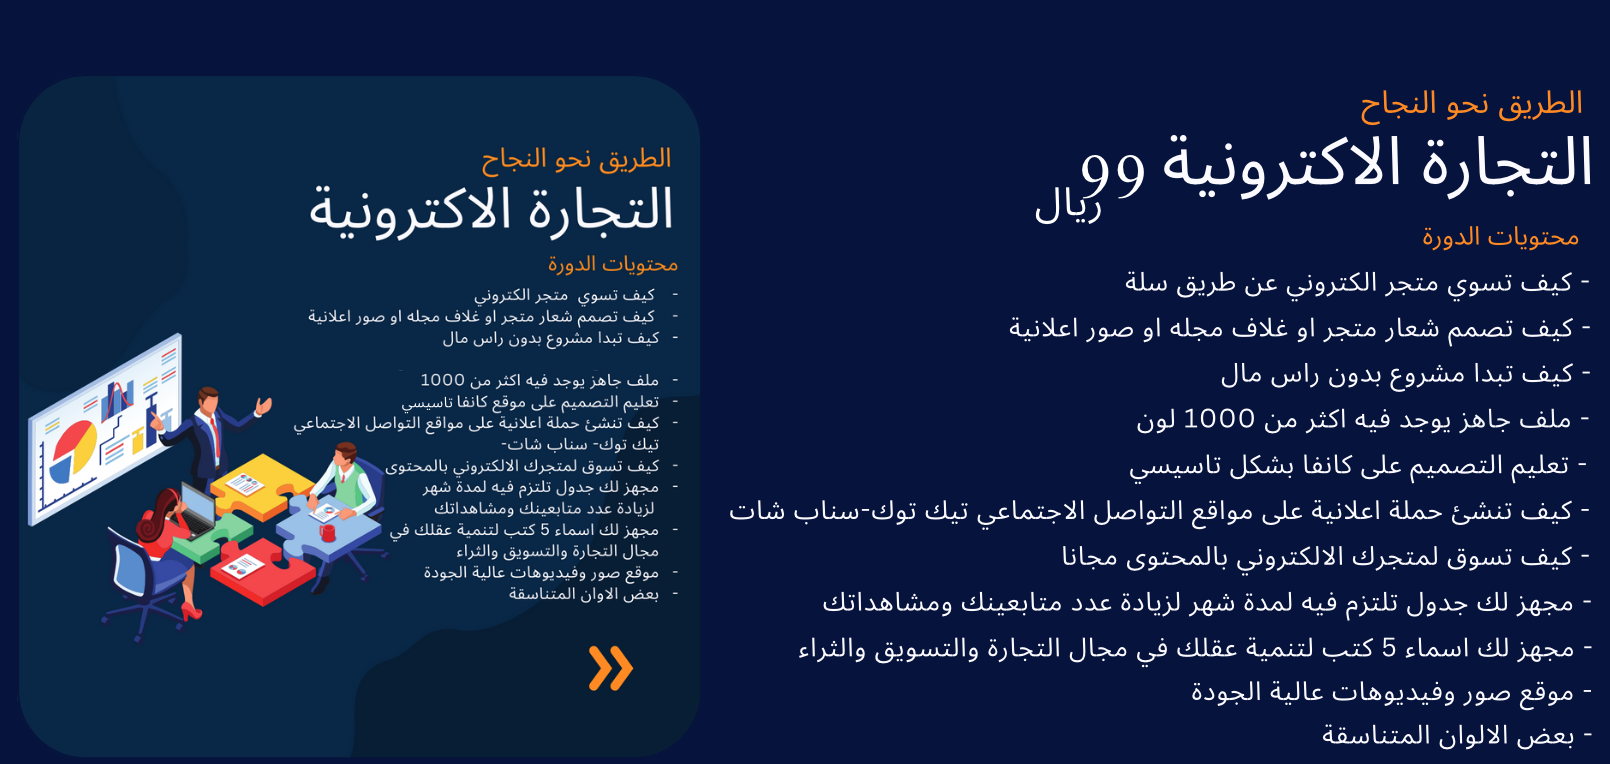 الطريق نحو النجاح
التجارة الاكترونية 99
ريال
محتويات الدورة
- كيف تسوي متجر الكتروني عن طريق سلة
- كيف تصمم شعار متجر او غلاف مجله او صور اعلانية
- كيف تبدا مشروع بدون راس مال
- ملف جاهز يوجد فيه اكثر من 1000 لون
- تعليم التصميم على كانفا بشكل تاسيسي
- كيف تنشئ حملة اعلانية على مواقع التواصل الاجتماعي تيك توك-سناب شات
- كيف تسوق لمتجرك الالكتروني بالمحتوى مجانا
- مجهز لك جدول تلتزم فيه لمدة شهر لزيادة عدد متابعينك ومشاهداتك
- مجهز لك اسماء 5 كتب لتنمية عقلك في مجال التجارة والتسويق والثراء
- موقع صور وفيديوهات عالية الجودة
- بعض الالوان المتناسقة
الطريق نحو النجاح
التجارة الاكترونية
محتويات الدورة
- كيف تسوي متجر الكتروني
- كيف تصمم شعار متجر او غلاف مجله او صور اعلانية
- كيف تبدا مشروع بدون راس مال
- ملف جاهز يوجد فيه اكثر من 1000
- تعليم التصميم على موقع كانفا تاسيسي
- كيف تنشئ حملة اعلانية على مواقع التواصل الاجتماعي
تيك توك- سناب شات-
- كيف تسوق لمتجرك الالكتروني بالمحتوى
- مجهز لك جدول تلتزم فيه لمدة شهر
لزيادة عدد متابعينك ومشاهداتك
- مجهز لك اسماء 5 كتب لتنمية عقلك في
مجال التجارة والتسويق والثراء
- موقع صور وفيديوهات عالية الجودة
- بعض الاوان المتناسقة